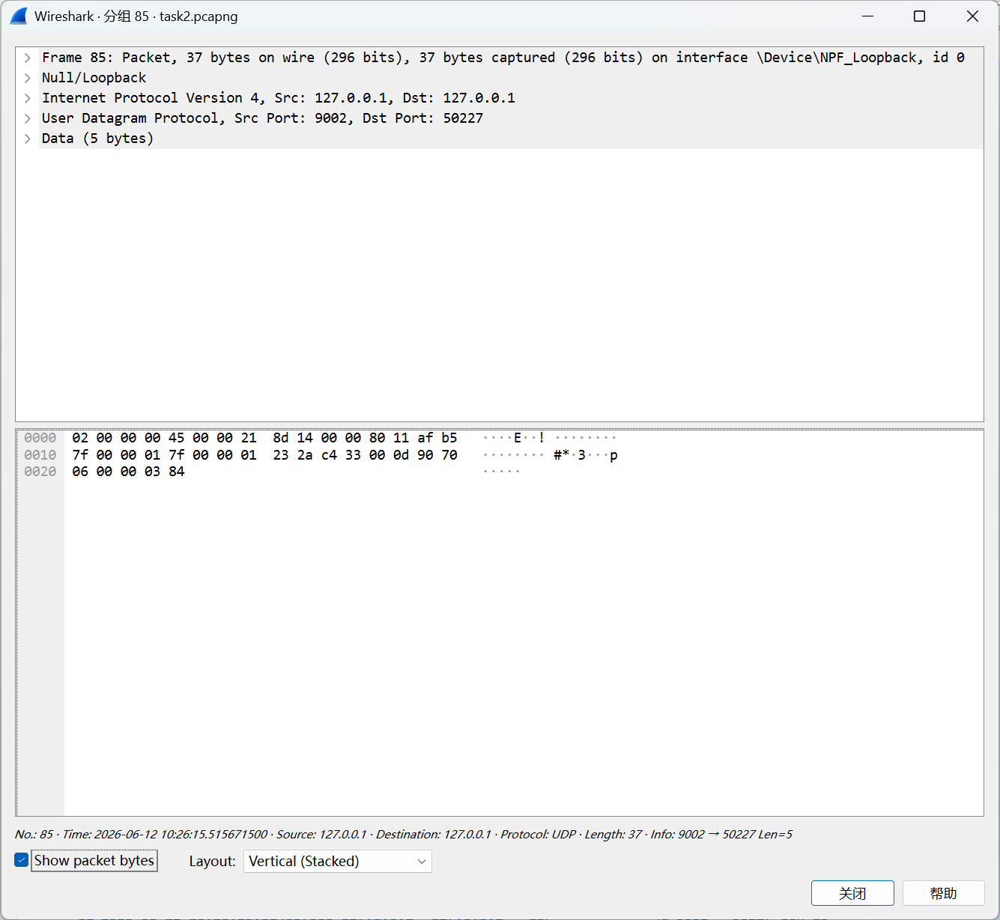 Wireshark · 分组 85 · task2.pcapng
Frame 85: Packet, 37 bytes on wire (296 bits), 37 bytes captured (296 bits) on interface \Device\NPF_Loopback, id 0
Null/Loopback
Internet Protocol Version 4, Src: 127.0.0.1, Dst: 127.0.0.1
User Datagram Protocol, Src Port: 9002, Dst Port: 50227
Data (5 bytes)
0000 02 00 00 00 45 00 00 21 8d 14 00 00 80 11 af b5 ····E··! ········
0010 7f 00 00 01 7f 00 00 01 23 2a c4 33 00 0d 90 70 ········ #*·3···p
0020 06 00 00 03 84 ·····
No.: 85 · Time: 2026-06-12 10:26:15.515671500 · Source: 127.0.0.1 · Destination: 127.0.0.1 · Protocol: UDP · Length: 37 · Info: 9002 → 50227 Len=5
Show packet bytes Layout: Vertical (Stacked)
关闭 帮助